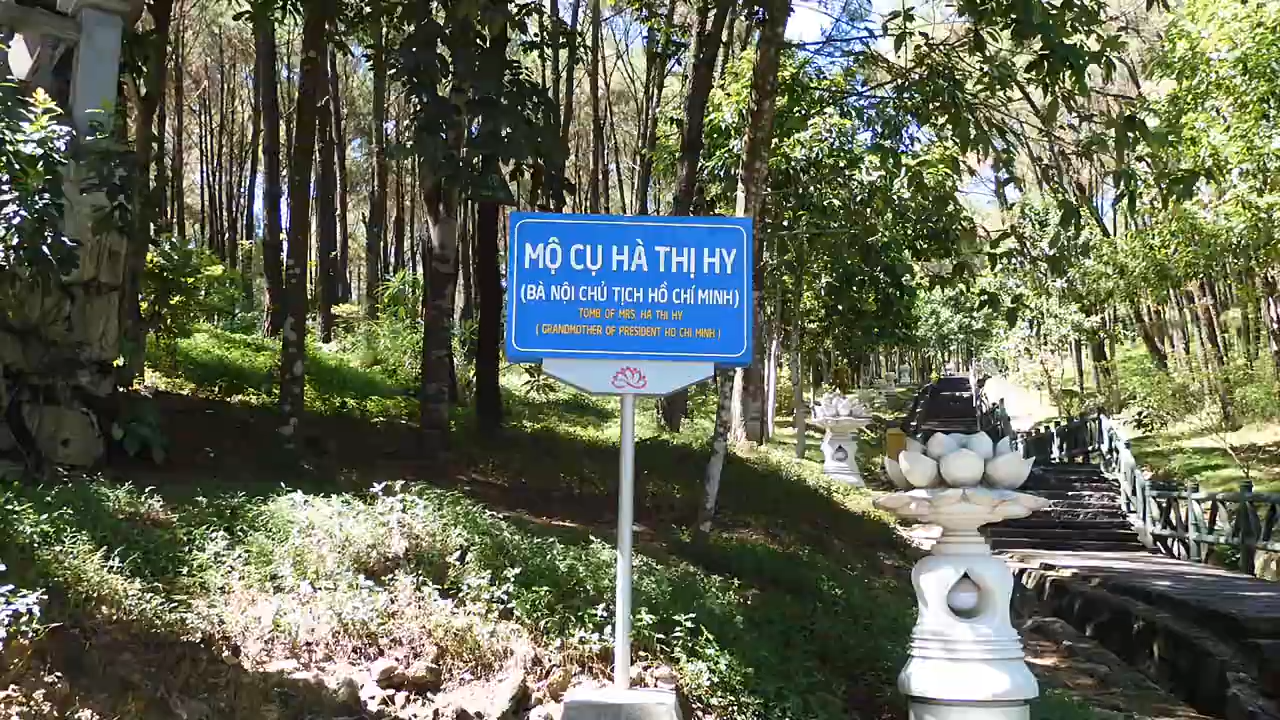 MỘ CỤ HÀ THỊ HY
(BÀ NỘI CHỦ TỊCH HỒ CHÍ MINH)
TOMB OF MRS. HA THI HY
( GRANDMOTHER OF PRESIDENT HO CHI MINH )